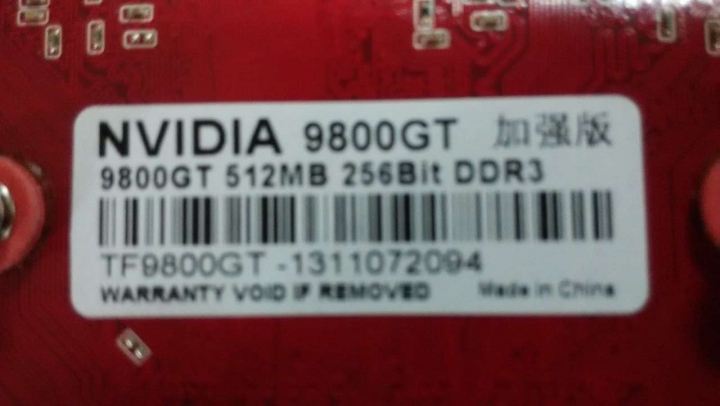 NVIDIA 9800GT 加强版
9800GT 512MB 256Bit DDR3
TF9800GT -1311072094
WARRANTY VOID IF REMOVED Made in China